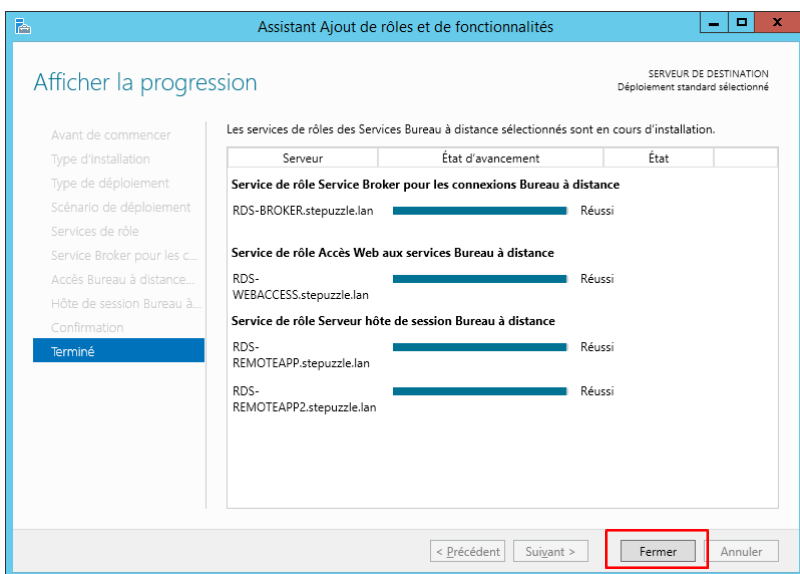 Assistant Ajout de rôles et de fonctionnalités
Afficher la progression
SERVEUR DE DESTINATION
Déploiement standard sélectionné
Avant de commencer
Type d'installation
Type de déploiement
Scénario de déploiement
Services de rôle
Service Broker pour les c...
Accès Bureau à distance...
Hôte de session Bureau à...
Confirmation
Terminé
Les services de rôles des Services Bureau à distance sélectionnés sont en cours d'installation.
Serveur État d'avancement État
Service de rôle Service Broker pour les connexions Bureau à distance
RDS-BROKER.stepuzzle.lan Réussi
Service de rôle Accès Web aux services Bureau à distance
RDS- Réussi
WEBACCESS.stepuzzle.lan
Service de rôle Serveur hôte de session Bureau à distance
RDS- Réussi
REMOTEAPP.stepuzzle.lan
RDS- Réussi
REMOTEAPP2.stepuzzle.lan
< Précédent Suivant > Fermer Annuler